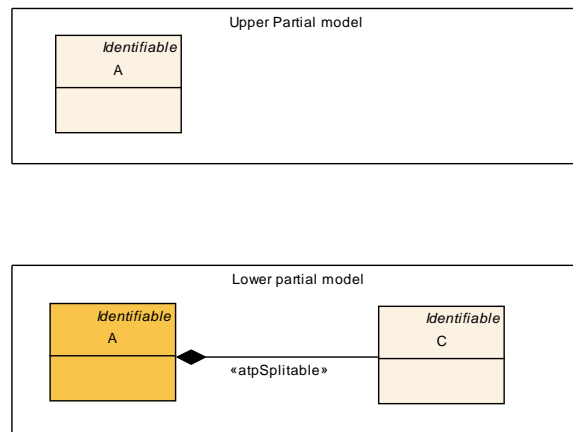 Upper Partial model
Identifiable
A
Lower partial model
Identifiable
A
Identifiable
C
«atpSplitable»